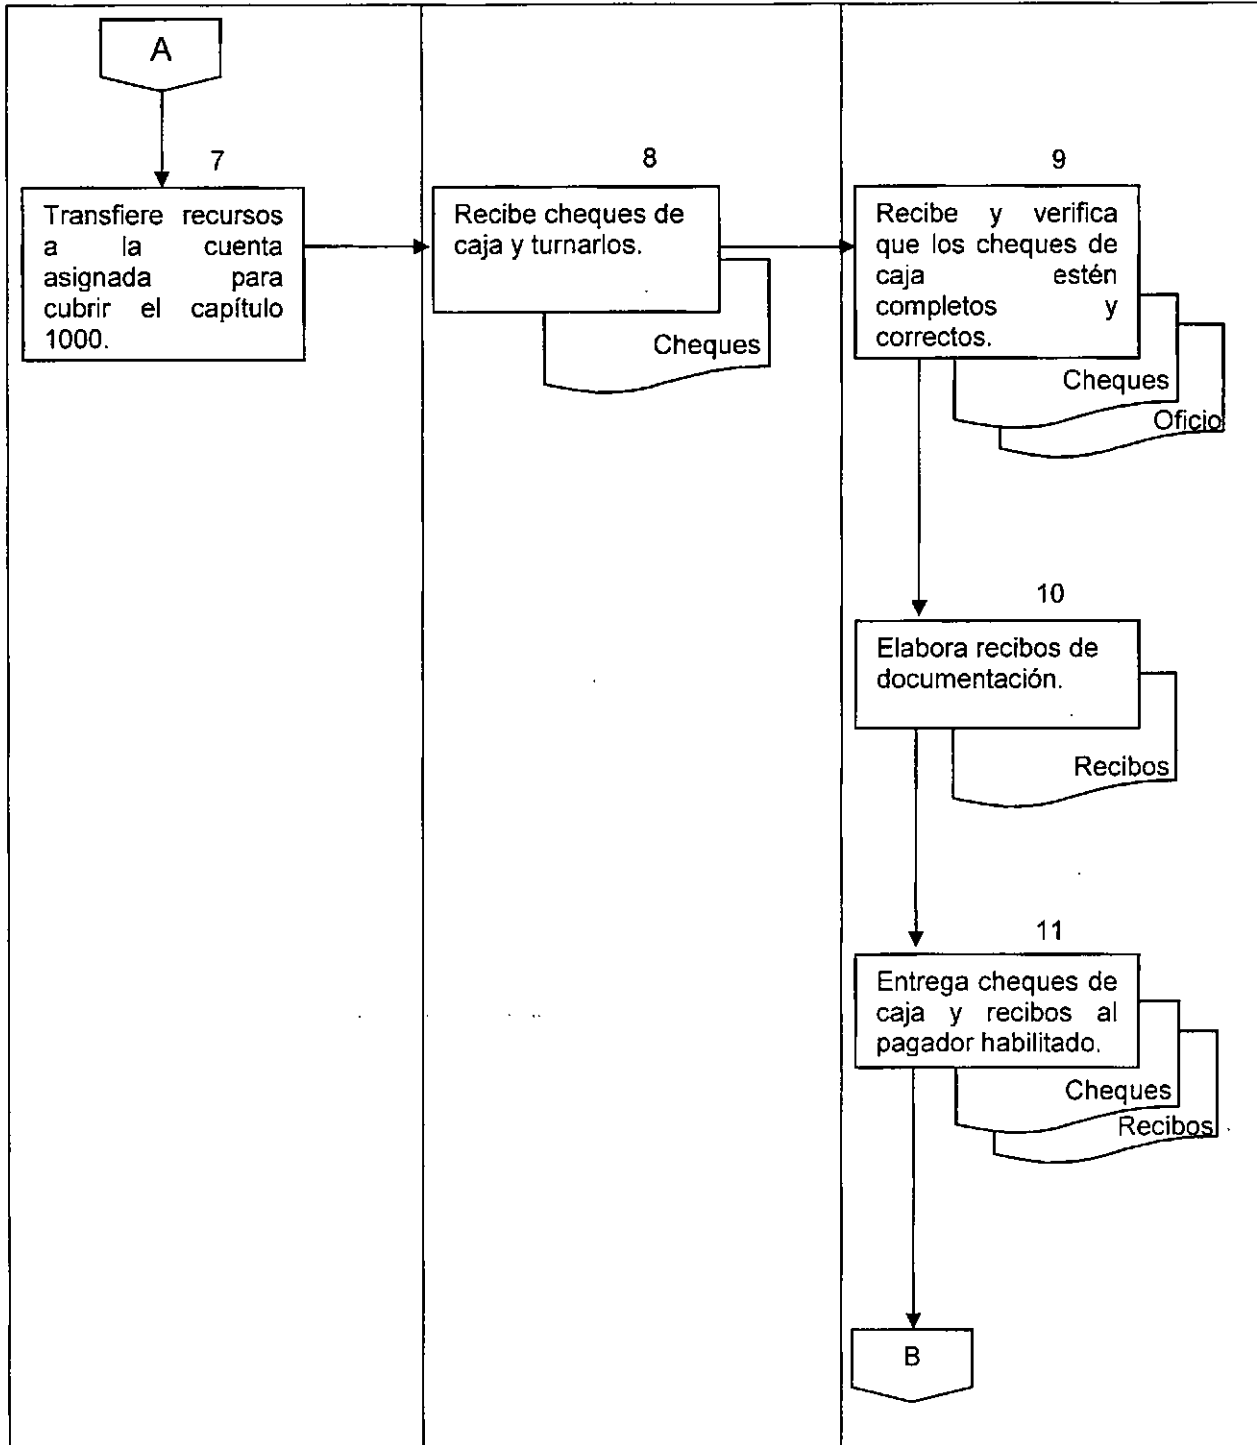 A
7
Transfiere recursos
a la cuenta
asignada para
cubrir el capítulo
1000.
8
Recibe cheques de
caja y turnarlos.
Cheques
9
Recibe y verifica
que los cheques de
caja estén
completos y
correctos.
Cheques
Oficio
10
Elabora recibos de
documentación.
Recibos
11
Entrega cheques de
caja y recibos al
pagador habilitado.
Cheques
Recibos
B